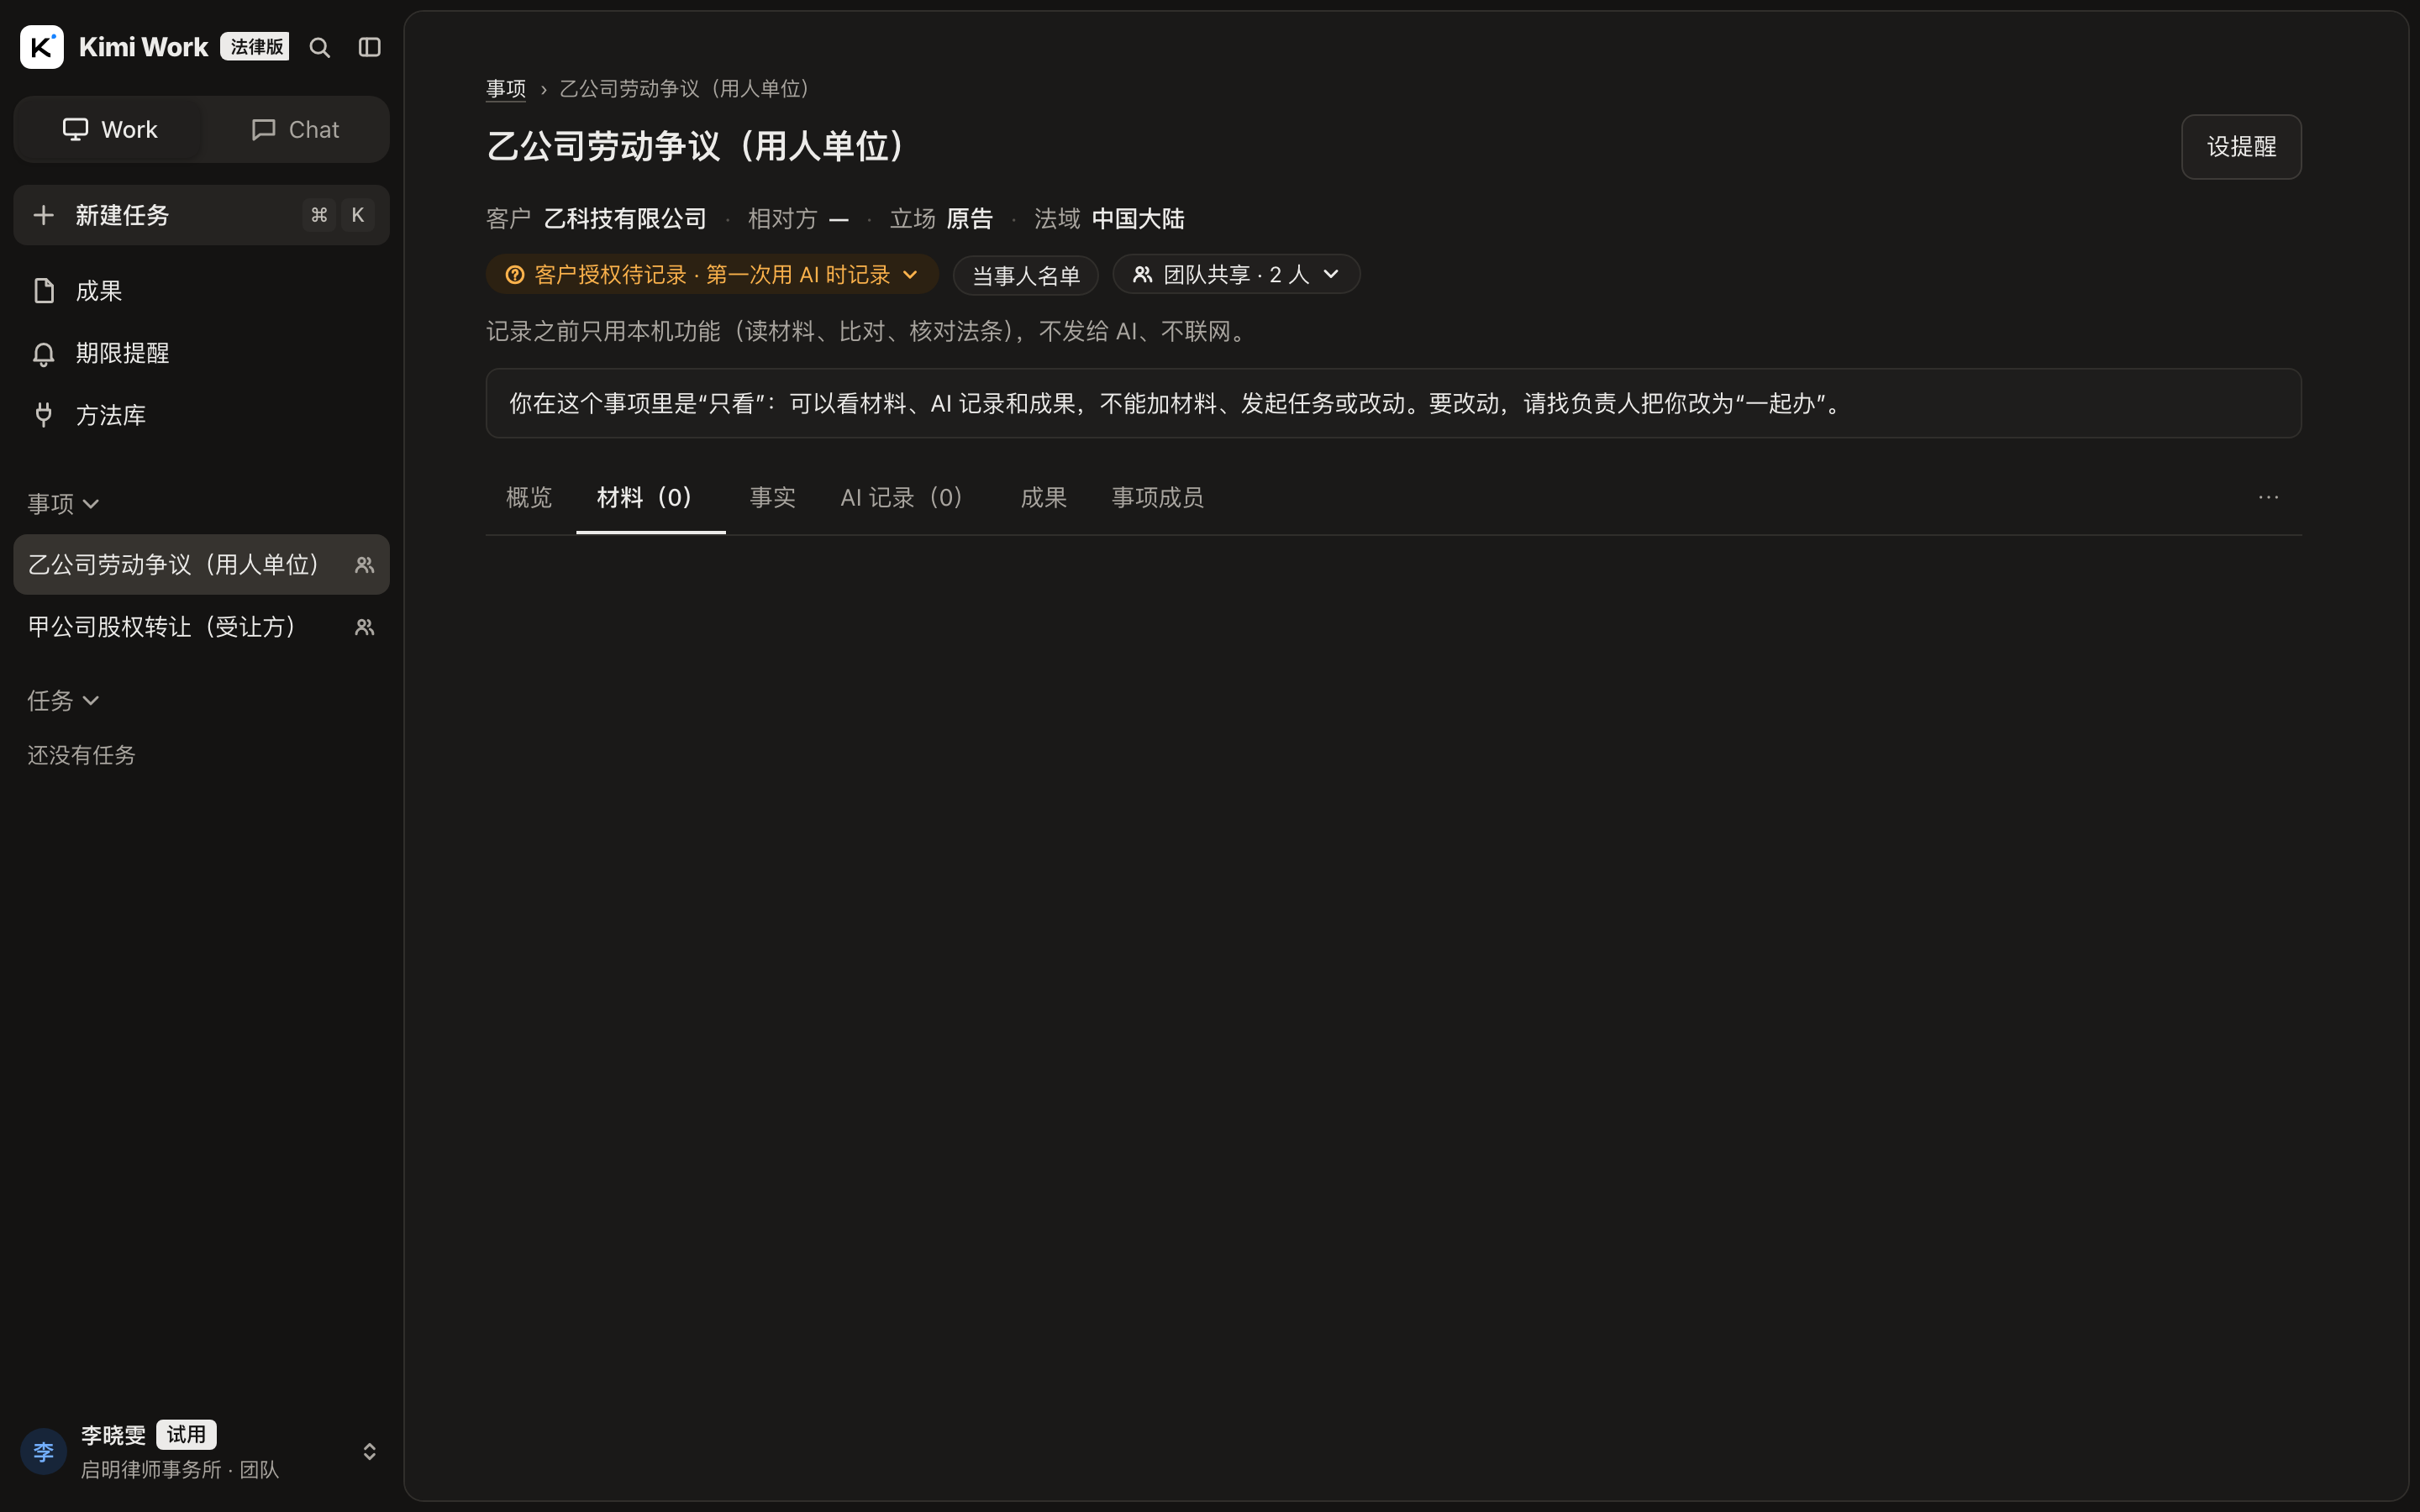 Kimi Work 法律版
Work Chat
新建任务 ⌘ K
成果
期限提醒
方法库
事项
乙公司劳动争议（用人单位）
甲公司股权转让（受让方）
任务
还没有任务
李 李晓雯 试用
启明律师事务所 · 团队
事项 › 乙公司劳动争议（用人单位）
乙公司劳动争议（用人单位）
设提醒
客户 乙科技有限公司 · 相对方 — · 立场 原告 · 法域 中国大陆
客户授权待记录 · 第一次用 AI 时记录 当事人名单 团队共享 · 2 人
记录之前只用本机功能（读材料、比对、核对法条），不发给 AI、不联网。
你在这个事项里是“只看”：可以看材料、AI 记录和成果，不能加材料、发起任务或改动。要改动，请找负责人把你改为“一起办”。
概览 材料（0） 事实 AI 记录（0） 成果 事项成员 ···